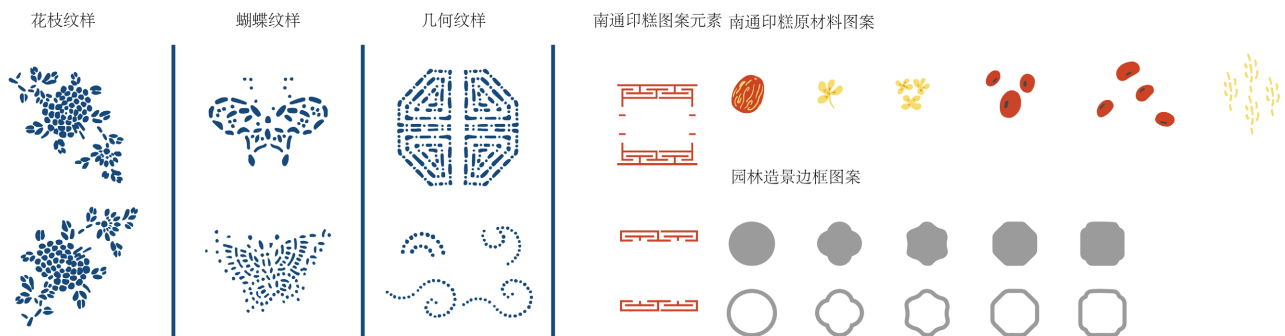 花枝纹样
蝴蝶纹样
几何纹样
南通印糕图案元素
南通印糕原材料图案
园林造景边框图案